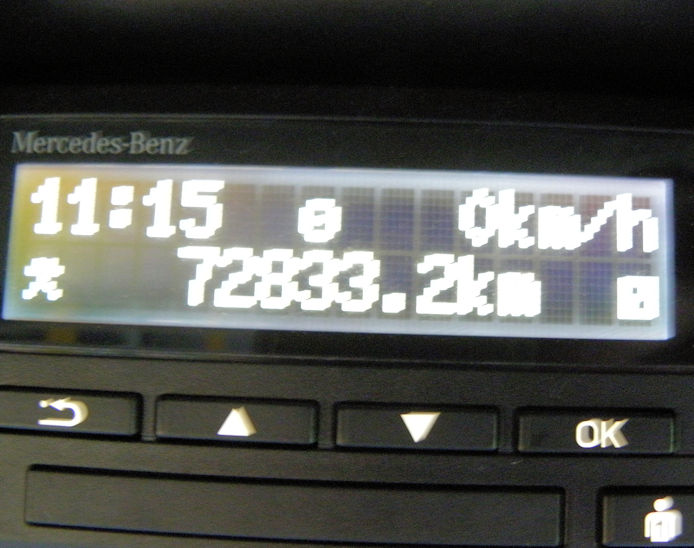 Mercedes-Benz
11:15 0km/h
72833.2km
OK